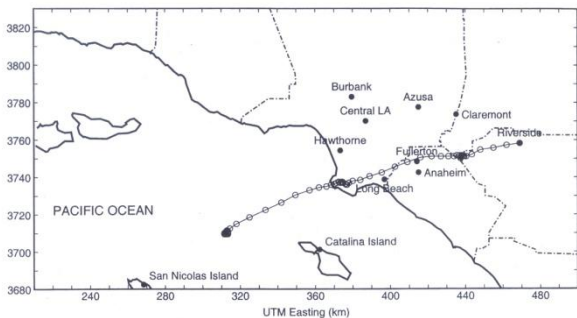 3820
3800
3780
3760
3740
3720
3700
3680
Burbank
Azusa
Central LA
Claremont
Hawthorne
Riverside
Fullerton
Anaheim
Long Beach
PACIFIC OCEAN
Catalina Island
San Nicolas Island
240
280
320
360
400
440
480
UTM Easting (km)